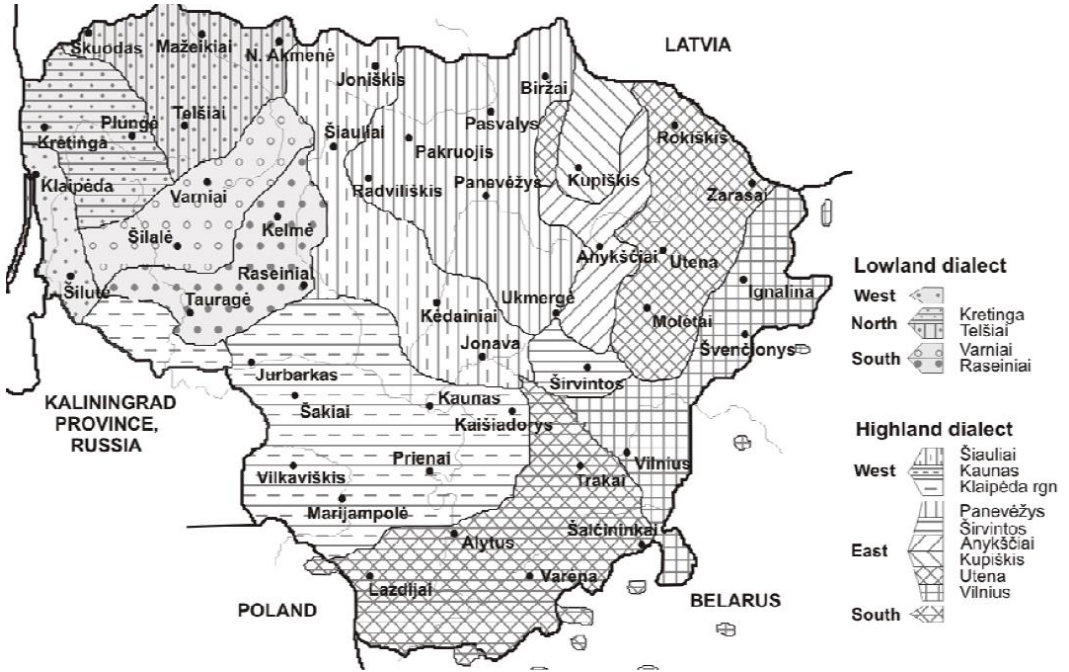 LATVIA
Skuodas
Mažeikiai
N. Akmenė
Joniškis
Biržai
Kretinga
Plungė
Telšiai
Šiauliai
Pakruojis
Pasvalys
Rokiškis
Klaipėda
Varniai
Radviliškis
Panevėžys
Kupiškis
Zarasai
Šilalė
Kelmė
Anykščiai
Utena
Šilutė
Tauragė
Raseiniai
Kėdainiai
Ukmergė
Molėtai
Ignalina
Jonava
Švenčionys
Jurbarkas
Širvintos
Šakiai
Kaunas
Kaišiadorys
KALININGRAD
PROVINCE,
RUSSIA
Vilkaviškis
Prienai
Trakai
Vilnius
Marijampolė
Alytus
Šalčininkai
Lazdijai
Varėna
POLAND
BELARUS
Lowland dialect
West
North
Kretinga
Telšiai
South
Varniai
Raseiniai
Highland dialect
West
Šiauliai
Kaunas
Klaipėda rgn
East
Panevėžys
Širvintos
Anykščiai
Kupiškis
Utena
Vilnius
South